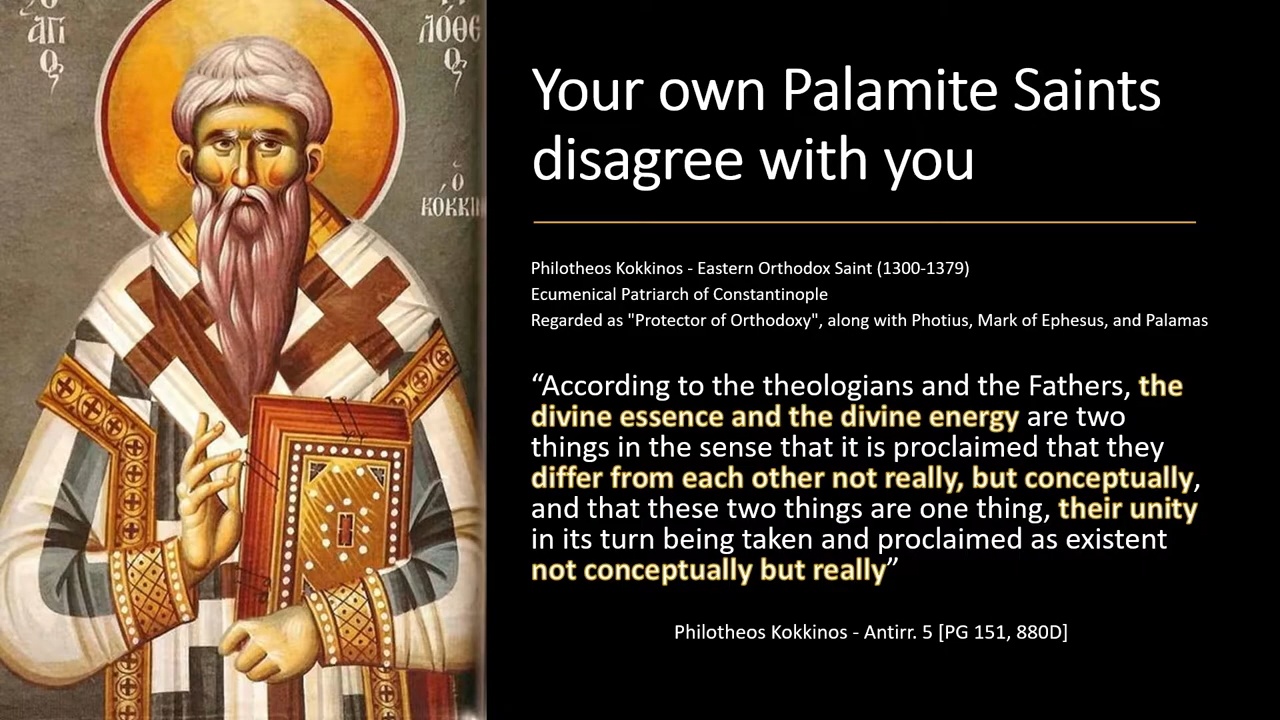 ἅγι
ος
λόθε
ος
ὁ
κόκκιν
Your own Palamite Saints
disagree with you
Philotheos Kokkinos - Eastern Orthodox Saint (1300-1379)
Ecumenical Patriarch of Constantinople
Regarded as "Protector of Orthodoxy", along with Photius, Mark of Ephesus, and Palamas
“According to the theologians and the Fathers, the
divine essence and the divine energy are two
things in the sense that it is proclaimed that they
differ from each other not really, but conceptually,
and that these two things are one thing, their unity
in its turn being taken and proclaimed as existent
not conceptually but really”
Philotheos Kokkinos - Antirr. 5 [PG 151, 880D]